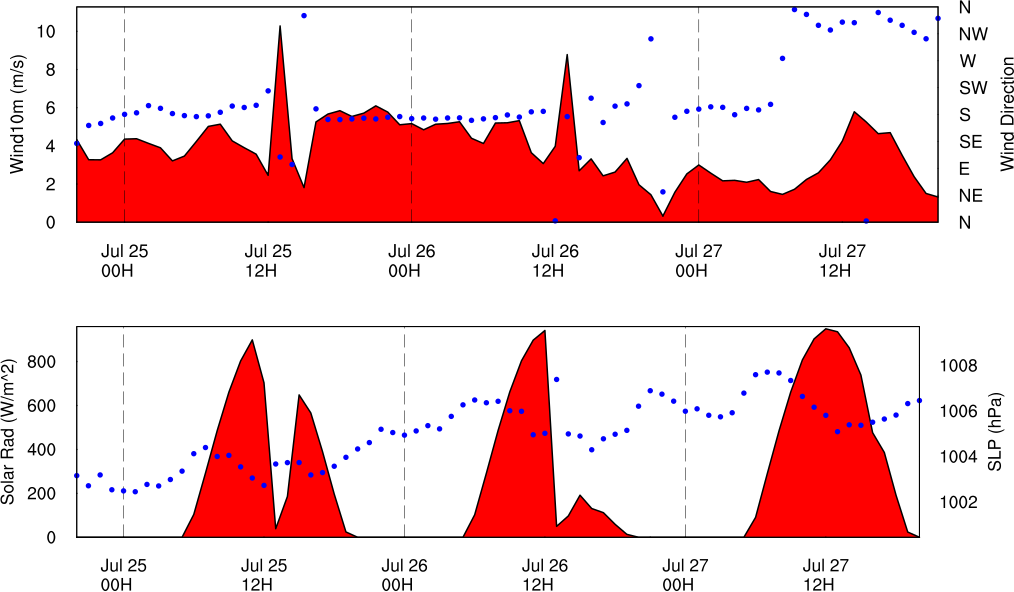 N
10
NW
8
W
SW
6
S
4
SE
E
2
NE
0
N
Wind10m (m/s)
Wind Direction
Jul 25 Jul 25 Jul 26 Jul 26 Jul 27 Jul 27
00H 12H 00H 12H 00H 12H
800
1008
600
1006
400
1004
200
1002
0
Solar Rad (W/m^2)
SLP (hPa)
Jul 25 Jul 25 Jul 26 Jul 26 Jul 27 Jul 27
00H 12H 00H 12H 00H 12H